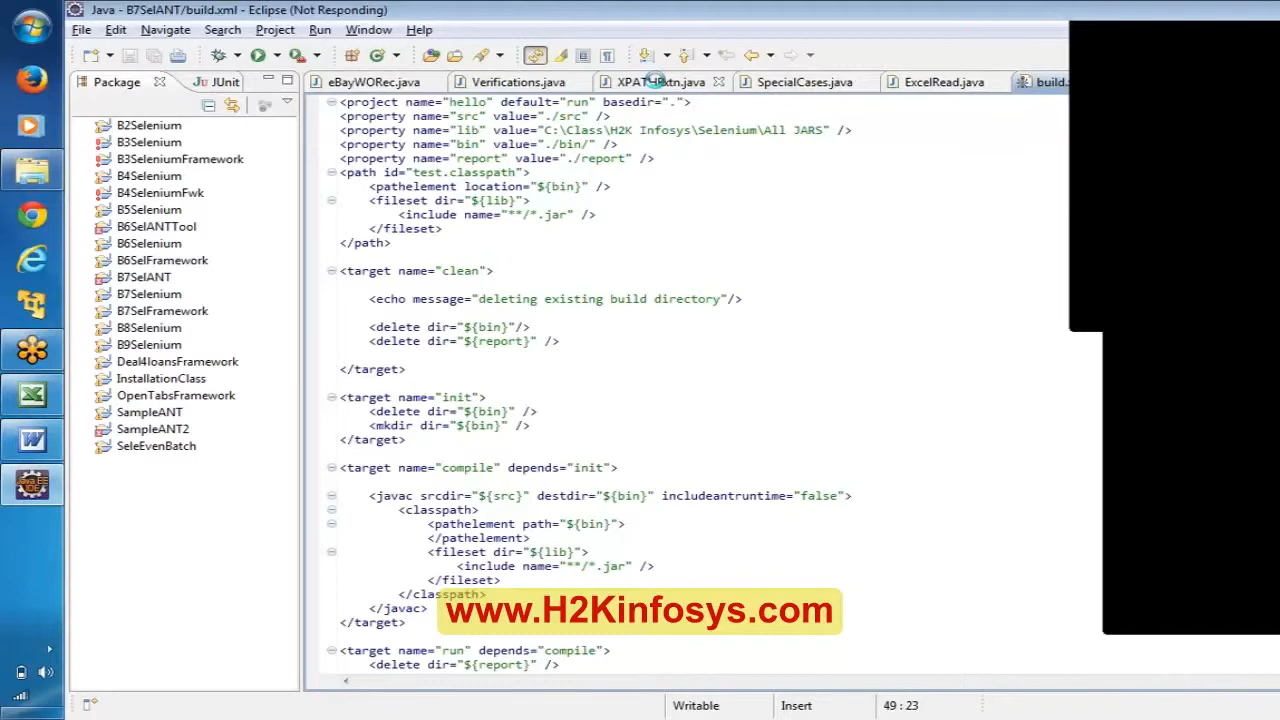 Java - B7SelANT/build.xml - Eclipse (Not Responding)
File Edit Navigate Search Project Run Window Help
Package JUnit eBayWORec.java Verifications.java XPATHExtn.java SpecialCases.java ExcelRead.java build.
B2Selenium
B3Selenium
B3SeleniumFramework
B4Selenium
B4SeleniumFwk
B5Selenium
B6SelANTTool
B6Selenium
B6SelFramework
B7SelANT
B7Selenium
B7SelFramework
B8Selenium
B9Selenium
Deal4loansFramework
InstallationClass
OpenTabsFramework
SampleANT
SampleANT2
SeleEvenBatch
<project name="hello" default="run" basedir=".">
<property name="src" value="./src" />
<property name="lib" value="C:\Class\H2K Infosys\Selenium\All JARS" />
<property name="bin" value="./bin/" />
<property name="report" value="./report" />
<path id="test.classpath">
<pathelement location="${bin}" />
<fileset dir="${lib}">
<include name="**/*.jar" />
</fileset>
</path>
<target name="clean">
<echo message="deleting existing build directory"/>
<delete dir="${bin}"/>
<delete dir="${report}" />
</target>
<target name="init">
<delete dir="${bin}" />
<mkdir dir="${bin}" />
</target>
<target name="compile" depends="init">
<javac srcdir="${src}" destdir="${bin}" includeantruntime="false">
<classpath>
<pathelement path="${bin}">
</pathelement>
<fileset dir="${lib}">
<include name="**/*.jar" />
</fileset>
</classpath>
</javac>
</target>
<target name="run" depends="compile">
<delete dir="${report}" />
www.H2Kinfosys.com
Writable Insert 49 : 23